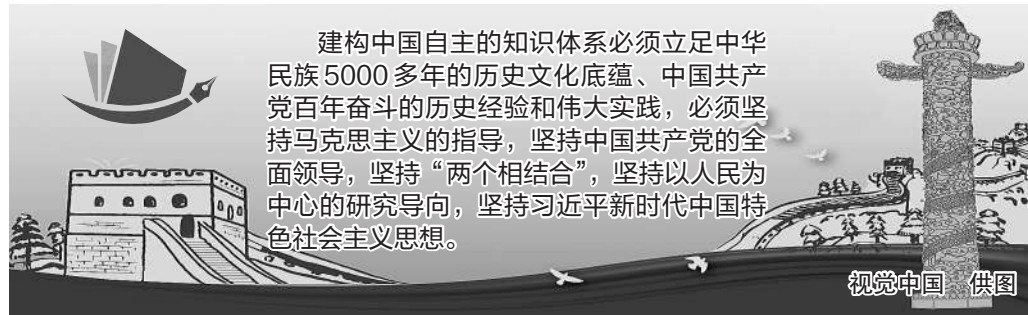 建构中国自主的知识体系必须立足中华
民族5000多年的历史文化底蕴、中国共产
党百年奋斗的历史经验和伟大实践，必须坚
持马克思主义的指导，坚持中国共产党的全
面领导，坚持“两个相结合”，坚持以人民为
中心的研究导向，坚持习近平新时代中国特
色社会主义思想。
视觉中国　供图